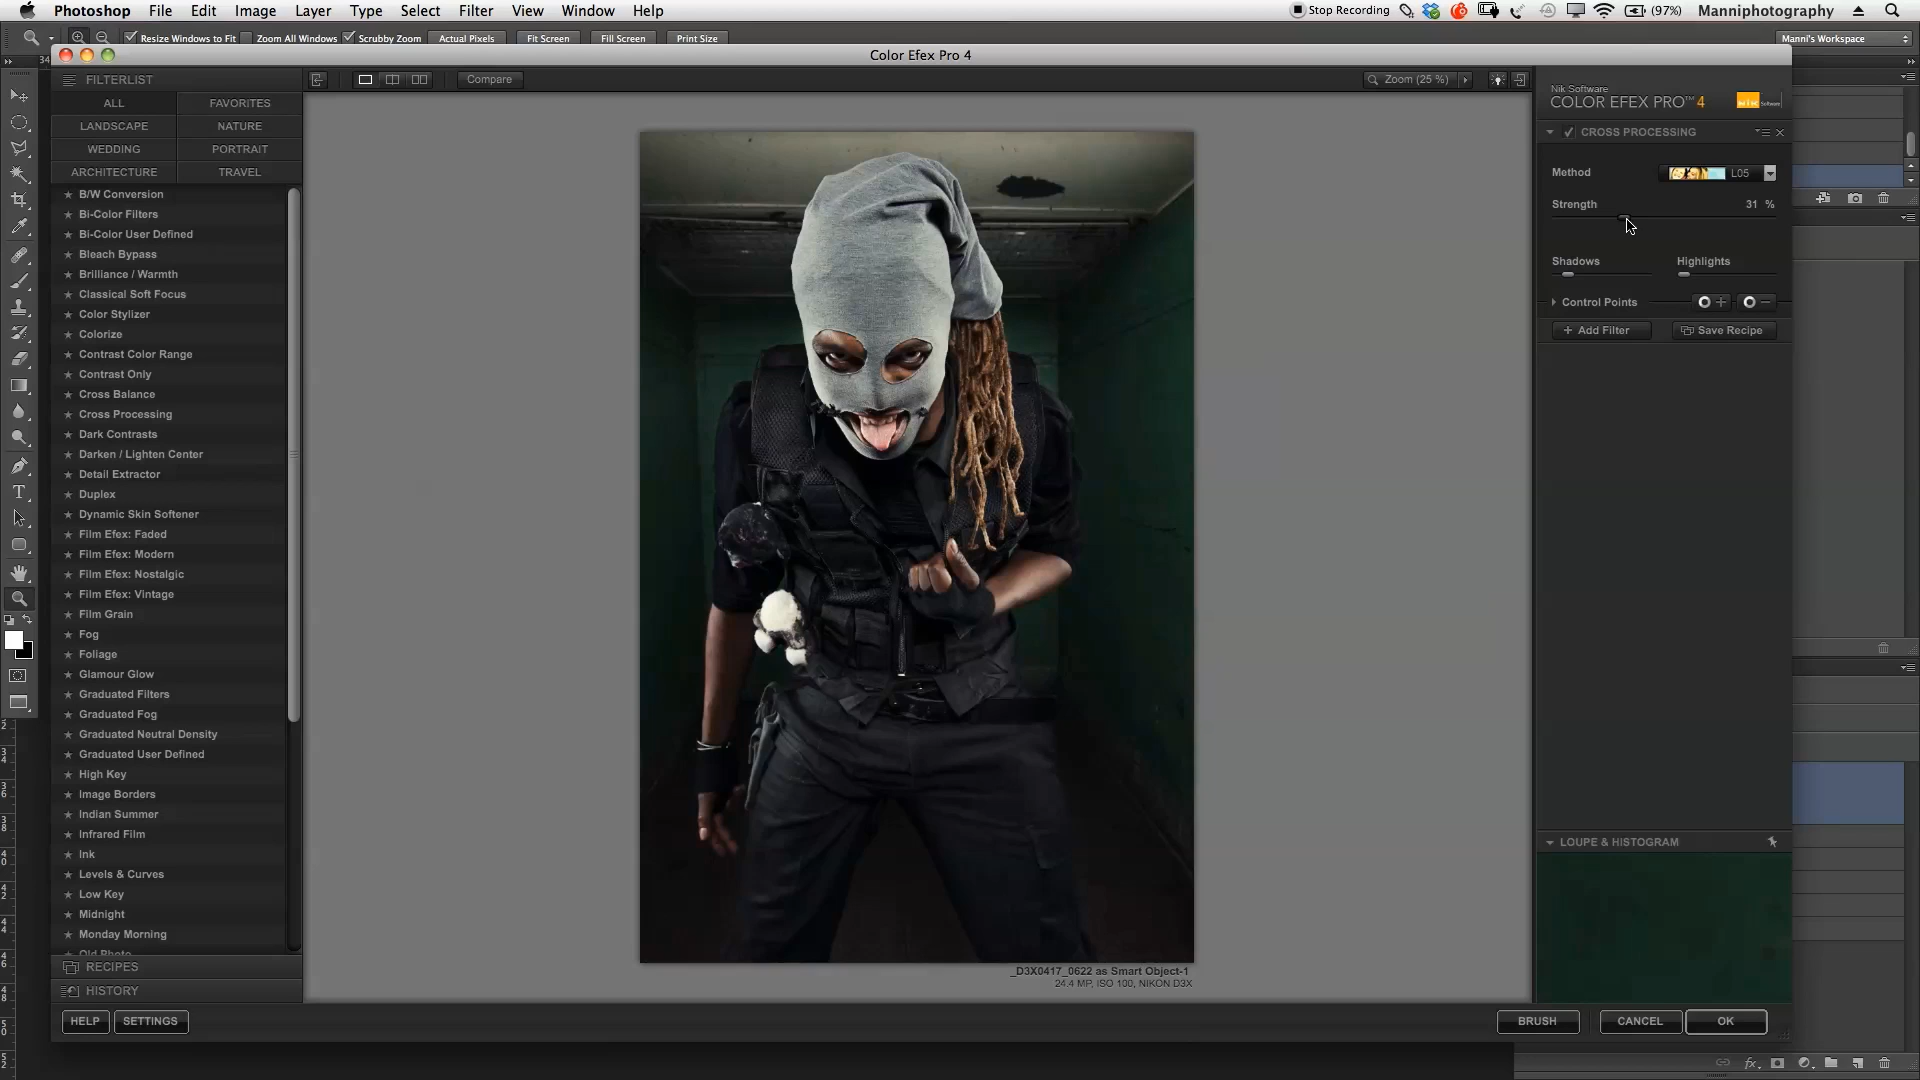 Photoshop File Edit Image Layer Type Select Filter View Window Help Stop Recording (97%) Manniphotography
Resize Windows to Fit Zoom All Windows Scrubby Zoom Actual Pixels Fit Screen Fill Screen Print Size Manni's Workspace
Color Efex Pro 4
FILTERLIST
Compare
Zoom (25 %)
ALL FAVORITES
LANDSCAPE NATURE
WEDDING PORTRAIT
ARCHITECTURE TRAVEL
B/W Conversion
Bi-Color Filters
Bi-Color User Defined
Bleach Bypass
Brilliance / Warmth
Classical Soft Focus
Color Stylizer
Colorize
Contrast Color Range
Contrast Only
Cross Balance
Cross Processing
Dark Contrasts
Darken / Lighten Center
Detail Extractor
Duplex
Dynamic Skin Softener
Film Efex: Faded
Film Efex: Modern
Film Efex: Nostalgic
Film Efex: Vintage
Film Grain
Fog
Foliage
Glamour Glow
Graduated Filters
Graduated Fog
Graduated Neutral Density
Graduated User Defined
High Key
Image Borders
Indian Summer
Infrared Film
Ink
Levels & Curves
Low Key
Midnight
Monday Morning
Old Photo
RECIPES
HISTORY
HELP SETTINGS
_D3X0417_0622 as Smart Object-1
24.4 MP, ISO 100, NIKON D3X
Nik Software
COLOR EFEX PRO™ 4
CROSS PROCESSING
Method L05
Strength 31 %
Shadows Highlights
Control Points
+ Add Filter Save Recipe
LOUPE & HISTOGRAM
BRUSH CANCEL OK